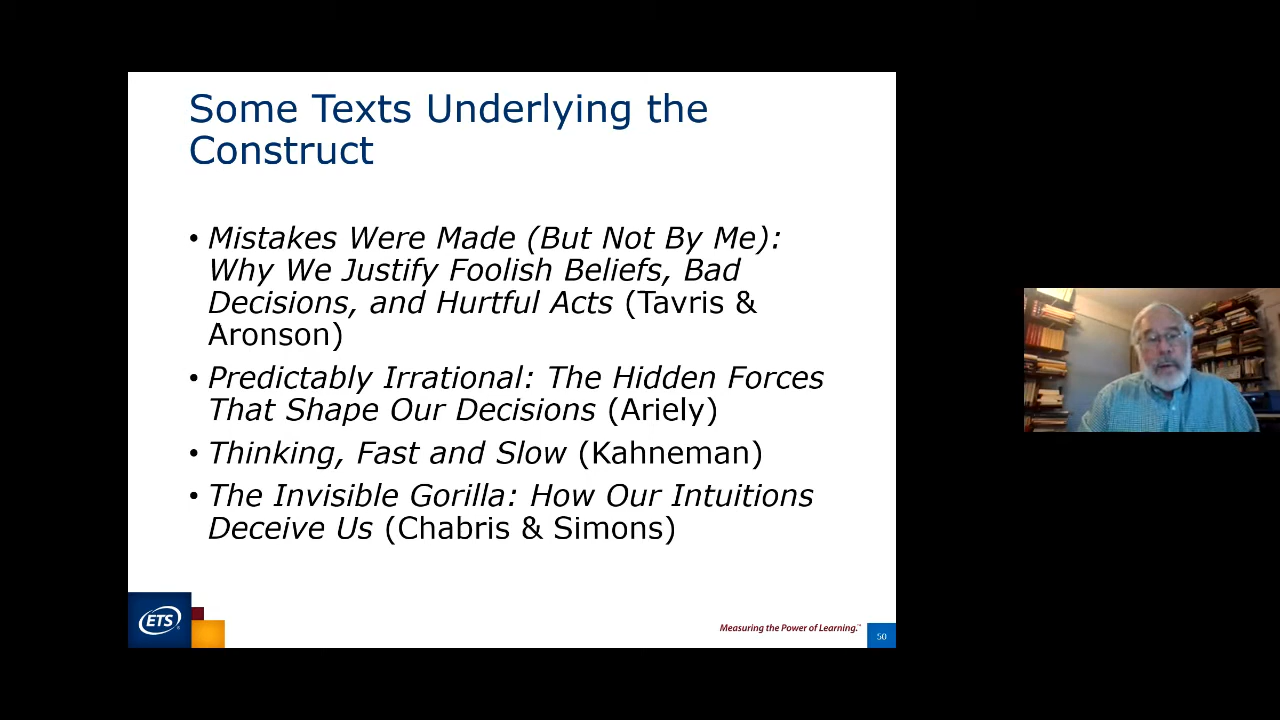 Some Texts Underlying the
Construct
• Mistakes Were Made (But Not By Me):
Why We Justify Foolish Beliefs, Bad
Decisions, and Hurtful Acts (Tavris &
Aronson)
• Predictably Irrational: The Hidden Forces
That Shape Our Decisions (Ariely)
• Thinking, Fast and Slow (Kahneman)
• The Invisible Gorilla: How Our Intuitions
Deceive Us (Chabris & Simons)
ETS®
Measuring the Power of Learning.™
50